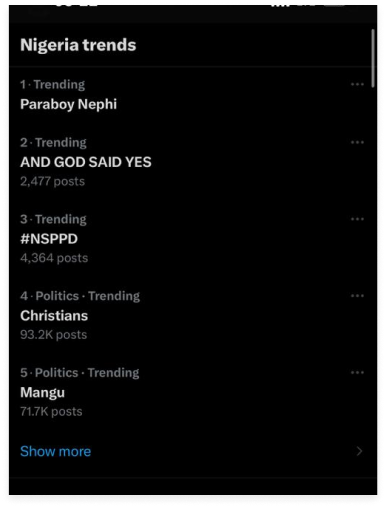 Nigeria trends
1 · Trending
Paraboy Nephi
2 · Trending
AND GOD SAID YES
2,477 posts
3 · Trending
#NSPPD
4,364 posts
4 · Politics · Trending
Christians
93.2K posts
5 · Politics · Trending
Mangu
71.7K posts
Show more